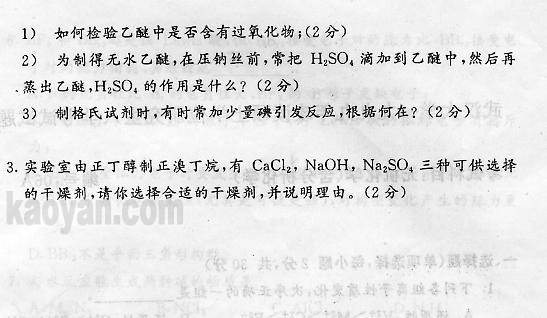 1) 如何检验乙醚中是否含有过氧化物;(2分)
2) 为制得无水乙醚,在压钠丝前,常把 H₂SO₄ 滴加到乙醚中,然后再
蒸出乙醚,H₂SO₄ 的作用是什么? (2分)
3) 制格氏试剂时,有时常加少量碘引发反应,根据何在? (2分)
3. 实验室由正丁醇制正溴丁烷,有 CaCl₂, NaOH, Na₂SO₄ 三种可供选择
的干燥剂,请你选择合适的干燥剂,并说明理由。(2分)
kaoyan.com